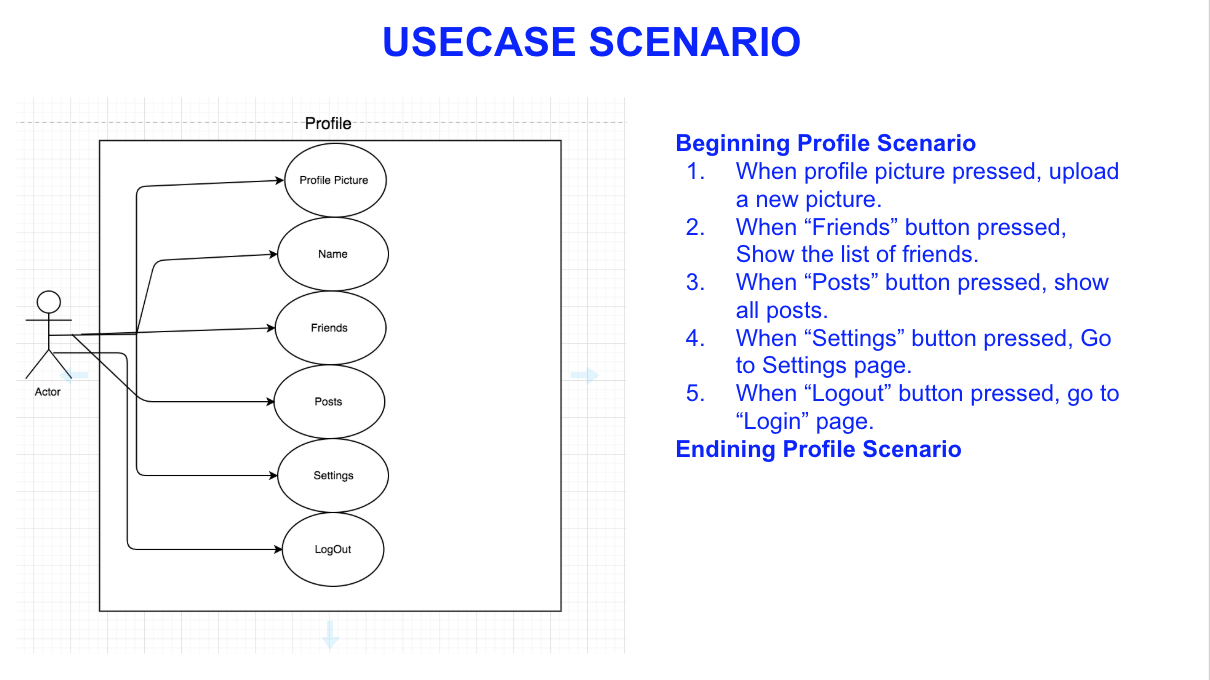 USECASE SCENARIO
Profile
Profile Picture
Name
Friends
Posts
Settings
LogOut
Actor
Beginning Profile Scenario
1. When profile picture pressed, upload
a new picture.
2. When “Friends” button pressed,
Show the list of friends.
3. When “Posts” button pressed, show
all posts.
4. When “Settings” button pressed, Go
to Settings page.
5. When “Logout” button pressed, go to
“Login” page.
Endining Profile Scenario